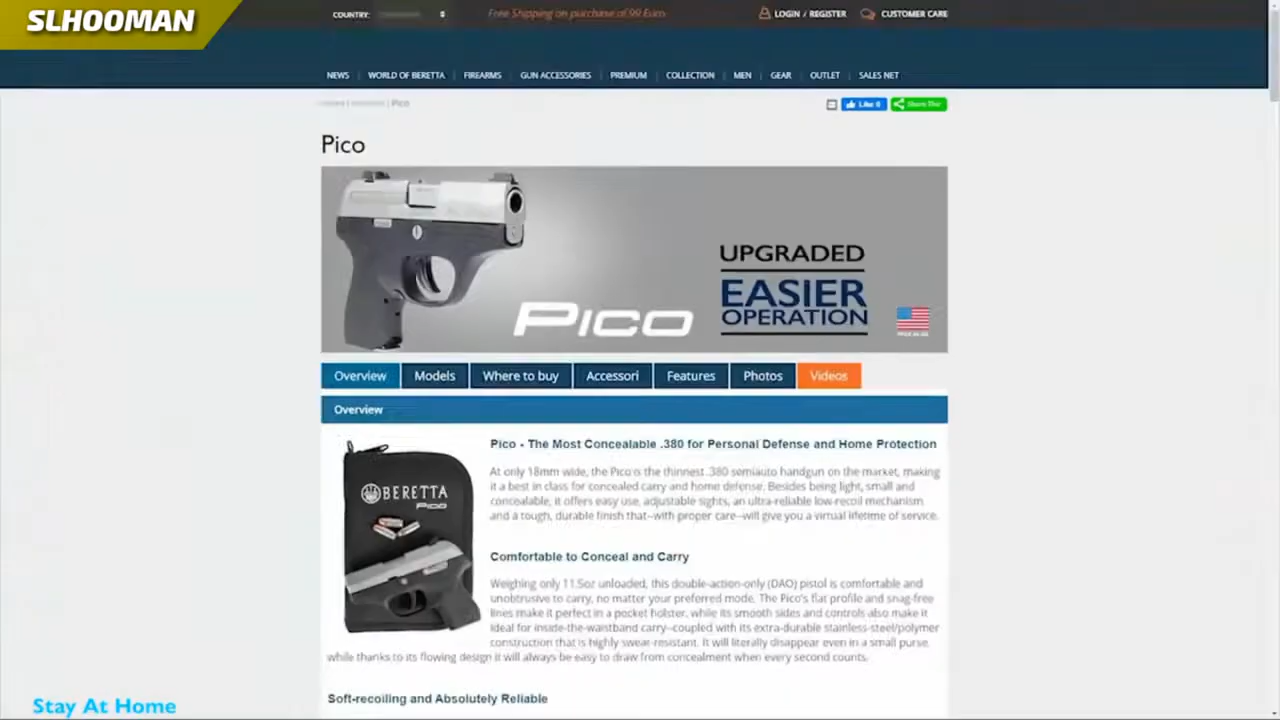 SLHOOMAN
COUNTRY:
Free Shipping on purchase of 99 Euro
LOGIN / REGISTER
CUSTOMER CARE
NEWS
WORLD OF BERETTA
FIREARMS
GUN ACCESSORIES
PREMIUM
COLLECTION
MEN
GEAR
OUTLET
SALES NET
Pico
Like 0
Share This!
Pico
UPGRADED
EASIER
OPERATION
PICO
Overview
Models
Where to buy
Accessori
Features
Photos
Videos
Overview
BERETTA
PICO
Pico - The Most Concealable .380 for Personal Defense and Home Protection
At only 18mm wide, the Pico is the thinnest .380 semiauto handgun on the market, making
it a best in class for concealed carry and home defense. Besides being light, small and
concealable, it offers easy use, adjustable sights, an ultra-reliable low-recoil mechanism
and a tough, durable finish that--with proper care--will give you a virtual lifetime of service.
Comfortable to Conceal and Carry
Weighing only 11.5oz unloaded, this double-action-only (DAO) pistol is comfortable and
unobtrusive to carry, no matter your preferred mode. The Pico's flat profile and snag-free
lines make it perfect in a pocket holster, while its smooth sides and controls also make it
ideal for inside-the-waistband carry--coupled with its extra-durable stainless-steel/polymer
construction that is highly swear-resistant. It will literally disappear even in a small purse,
while thanks to its flowing design it will always be easy to draw from concealment when every second counts.
Soft-recoiling and Absolutely Reliable
Stay At Home